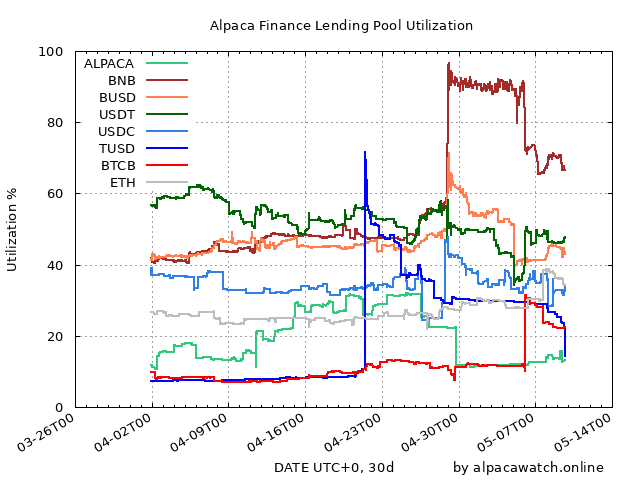 Alpaca Finance Lending Pool Utilization
100
80
60
40
20
0
Utilization %
ALPACA
BNB
BUSD
USDT
USDC
TUSD
BTCB
ETH
03-26T00
04-02T00
04-09T00
04-16T00
04-23T00
04-30T00
05-07T00
05-14T00
DATE UTC+0, 30d
by alpacawatch.online